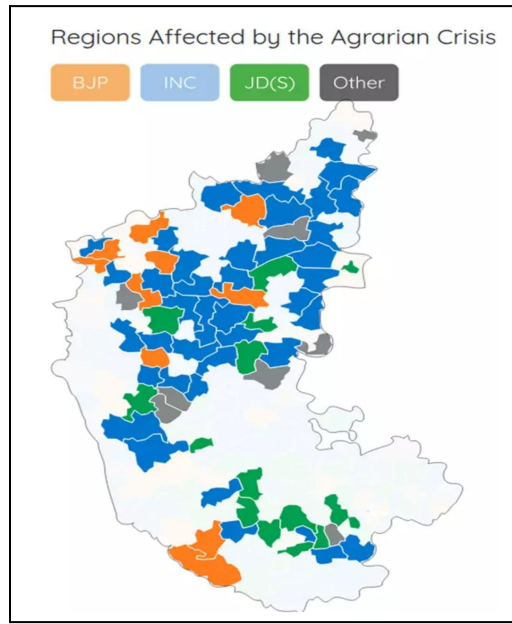 Regions Affected by the Agrarian Crisis
BJP INC JD(S) Other